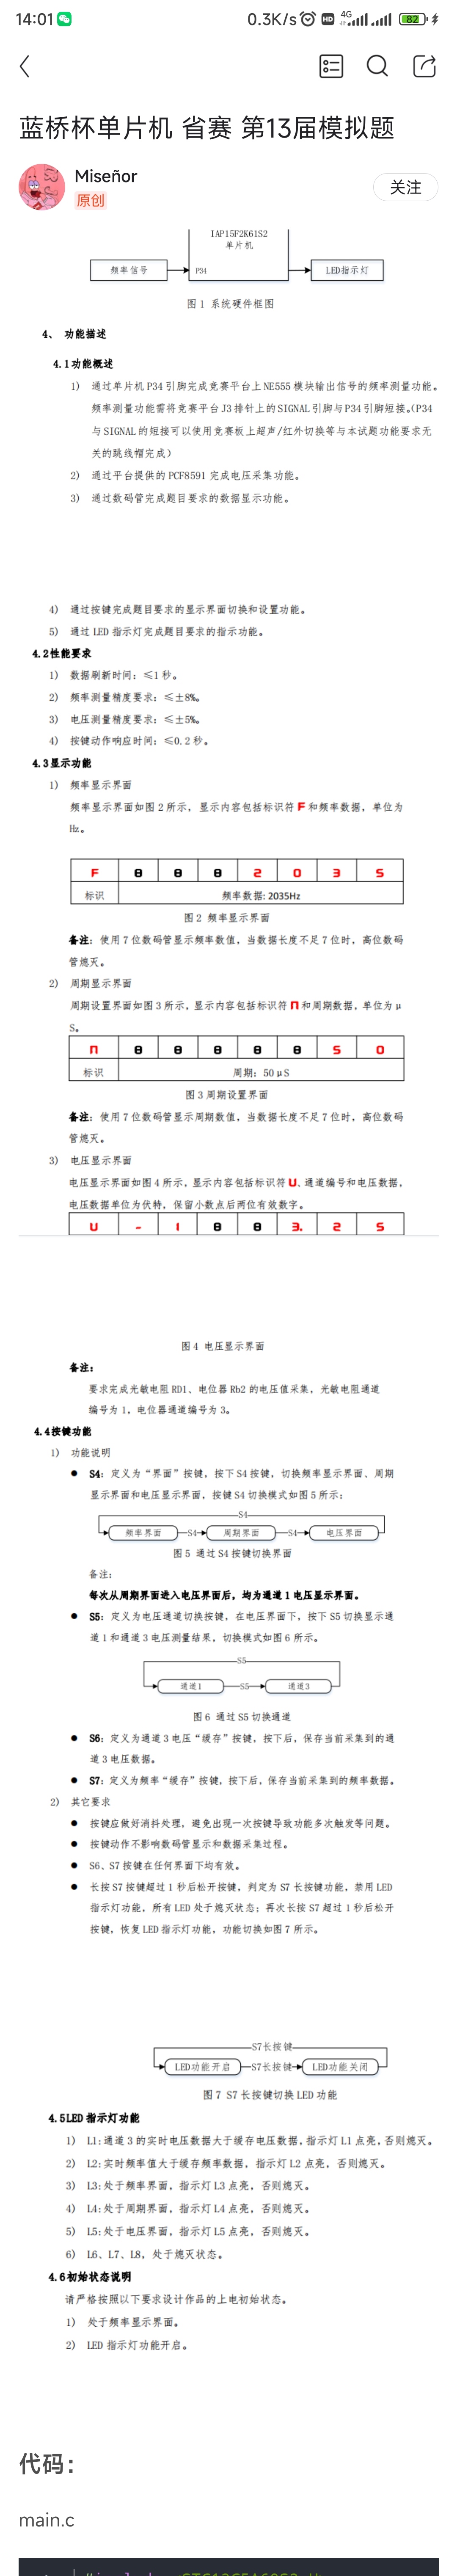 14:01
0.3K/s HD 4G 82
蓝桥杯单片机 省赛 第13届模拟题
Miseñor
原创
关注
IAP15F2K61S2
单片机
频率信号
P34
LED指示灯
图 1 系统硬件框图
4、 功能描述
4.1功能概述
1) 通过单片机 P34 引脚完成竞赛平台上 NE555 模块输出信号的频率测量功能。
频率测量功能需将竞赛平台 J3 排针上的 SIGNAL 引脚与 P34 引脚短接。(P34
与 SIGNAL 的短接可以使用竞赛板上超声/红外切换等与本试题功能要求无
关的跳线帽完成)
2) 通过平台提供的 PCF8591 完成电压采集功能。
3) 通过数码管完成题目要求的数据显示功能。
4) 通过按键完成题目要求的显示界面切换和设置功能。
5) 通过 LED 指示灯完成题目要求的指示功能。
4.2性能要求
1) 数据刷新时间：≤1 秒。
2) 频率测量精度要求：≤±8%。
3) 电压测量精度要求：≤±5%。
4) 按键动作响应时间：≤0.2 秒。
4.3显示功能
1) 频率显示界面
频率显示界面如图 2 所示，显示内容包括标识符 F 和频率数据，单位为
Hz。
F 8 8 8 2 0 3 5
标识 频率数据: 2035Hz
图 2 频率显示界面
备注：使用 7 位数码管显示频率数值，当数据长度不足 7 位时，高位数码
管熄灭。
2) 周期显示界面
周期设置界面如图 3 所示，显示内容包括标识符 n 和周期数据，单位为 μ
S。
n 8 8 8 8 8 5 0
标识 周期：50 μS
图 3 周期设置界面
备注：使用 7 位数码管显示周期数值，当数据长度不足 7 位时，高位数码
管熄灭。
3) 电压显示界面
电压显示界面如图 4 所示，显示内容包括标识符 U、通道编号和电压数据，
电压数据单位为伏特，保留小数点后两位有效数字。
U - 1 8 8 3. 2 5
图 4 电压显示界面
备注：
要求完成光敏电阻 RD1、电位器 Rb2 的电压值采集，光敏电阻通道
编号为 1，电位器通道编号为 3。
4.4按键功能
1) 功能说明
● S4：定义为“界面”按键，按下 S4 按键，切换频率显示界面、周期
显示界面和电压显示界面，按键 S4 切换模式如图 5 所示：
S4
频率界面 S4 周期界面 S4 电压界面
图 5 通过 S4 按键切换界面
备注：
每次从周期界面进入电压界面后，均为通道 1 电压显示界面。
● S5：定义为电压通道切换按键，在电压界面下，按下 S5 切换显示通
道 1 和通道 3 电压测量结果，切换模式如图 6 所示。
S5
通道1 S5 通道3
图 6 通过 S5 切换通道
● S6：定义为通道 3 电压“缓存”按键，按下后，保存当前采集到的通
道 3 电压数据。
● S7：定义为频率“缓存”按键，按下后，保存当前采集到的频率数据。
2) 其它要求
● 按键应做好消抖处理，避免出现一次按键导致功能多次触发等问题。
● 按键动作不影响数码管显示和数据采集过程。
● S6、S7 按键在任何界面下均有效。
● 长按 S7 按键超过 1 秒后松开按键，判定为 S7 长按键功能，禁用 LED
指示灯功能，所有 LED 处于熄灭状态；再次长按 S7 超过 1 秒后松开
按键，恢复 LED 指示灯功能，功能切换如图 7 所示。
S7长按键
LED功能开启 S7长按键 LED功能关闭
图 7 S7 长按键切换 LED 功能
4.5LED 指示灯功能
1) L1:通道 3 的实时电压数据大于缓存电压数据，指示灯 L1 点亮，否则熄灭。
2) L2:实时频率值大于缓存频率数据，指示灯 L2 点亮，否则熄灭。
3) L3:处于频率界面，指示灯 L3 点亮，否则熄灭。
4) L4:处于周期界面，指示灯 L4 点亮，否则熄灭。
5) L5:处于电压界面，指示灯 L5 点亮，否则熄灭。
6) L6、L7、L8，处于熄灭状态。
4.6初始状态说明
请严格按照以下要求设计作品的上电初始状态。
1) 处于频率显示界面。
2) LED 指示灯功能开启。
代码：
main.c